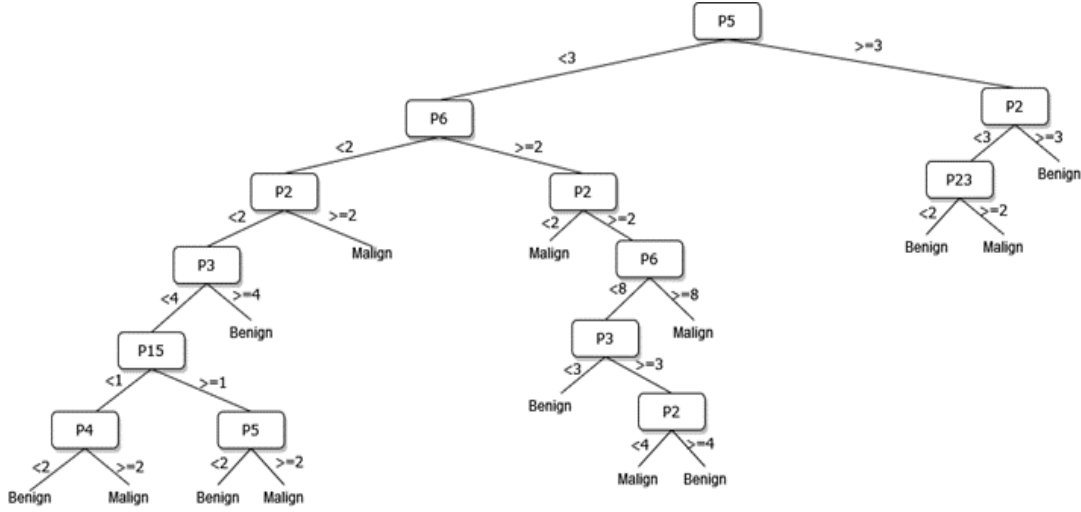 P5
<3
>=3
P6
P2
<2
>=2
<3
>=3
P2
P2
P23
Benign
<2
>=2
<2
>=2
<2
>=2
P3
Malign
Malign
P6
Benign
Malign
<4
>=4
<8
>=8
P15
Benign
P3
Malign
<1
>=1
<3
>=3
P4
P5
Benign
P2
<2
>=2
<2
>=2
<4
>=4
Benign
Malign
Benign
Malign
Malign
Benign